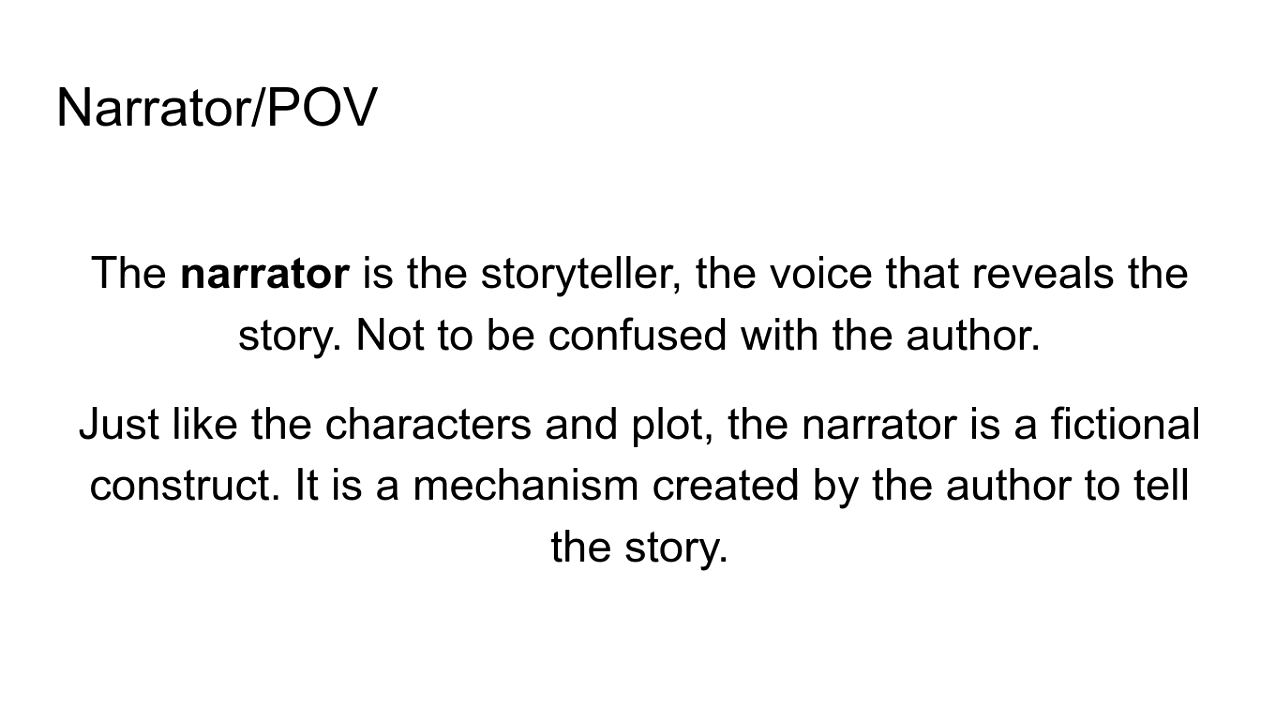 Narrator/POV
The narrator is the storyteller, the voice that reveals the
story. Not to be confused with the author.
Just like the characters and plot, the narrator is a fictional
construct. It is a mechanism created by the author to tell
the story.